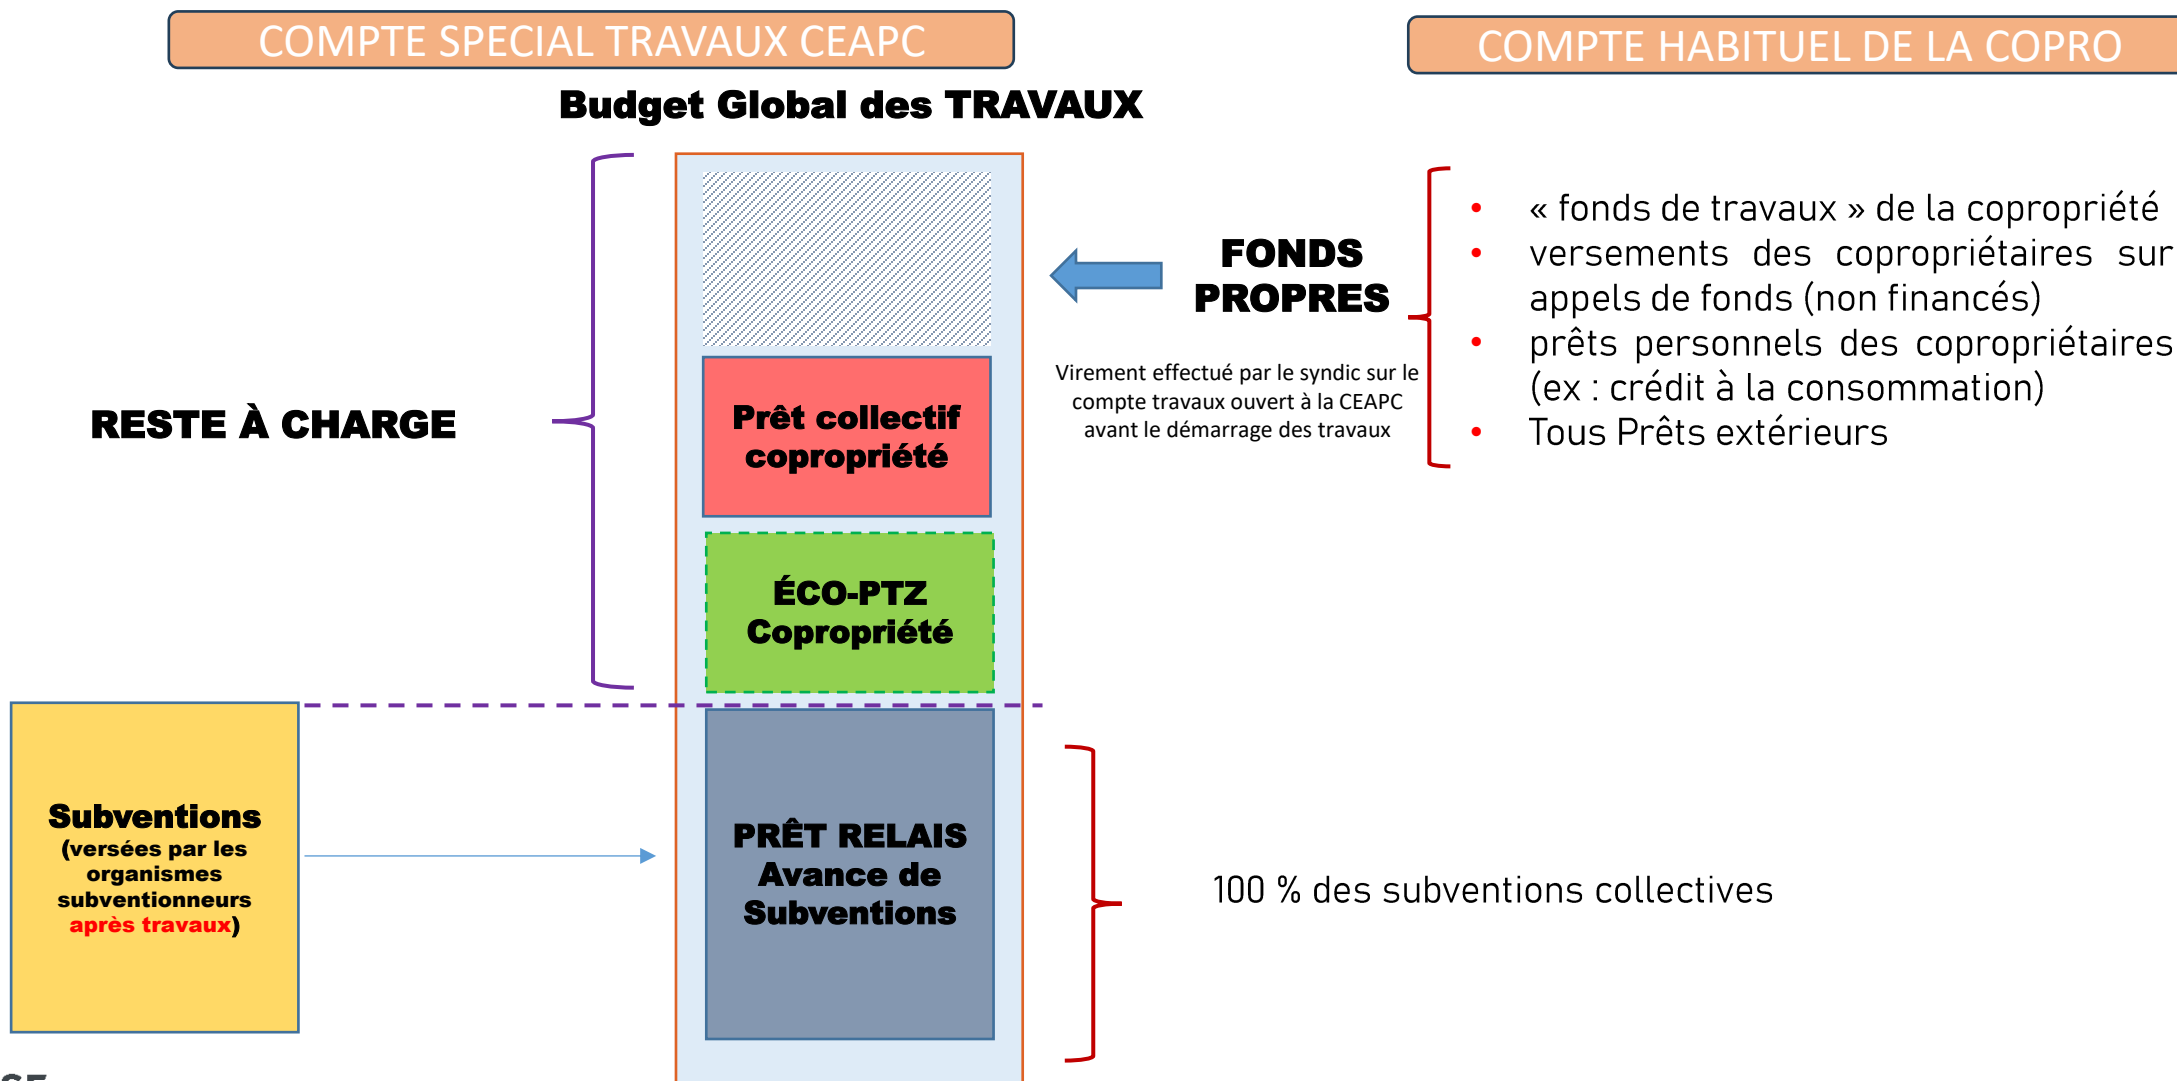 COMPTE SPECIAL TRAVAUX CEAPC
COMPTE HABITUEL DE LA COPRO
Budget Global des TRAVAUX
• « fonds de travaux » de la copropriété
• versements des copropriétaires sur
appels de fonds (non financés)
• prêts personnels des copropriétaires
(ex : crédit à la consommation)
• Tous Prêts extérieurs
FONDS
PROPRES
Virement effectué par le syndic sur le
compte travaux ouvert à la CEAPC
avant le démarrage des travaux
RESTE À CHARGE
Prêt collectif
copropriété
ÉCO-PTZ
Copropriété
Subventions
(versées par les
organismes
subventionneurs
après travaux)
PRÊT RELAIS
Avance de
Subventions
100 % des subventions collectives